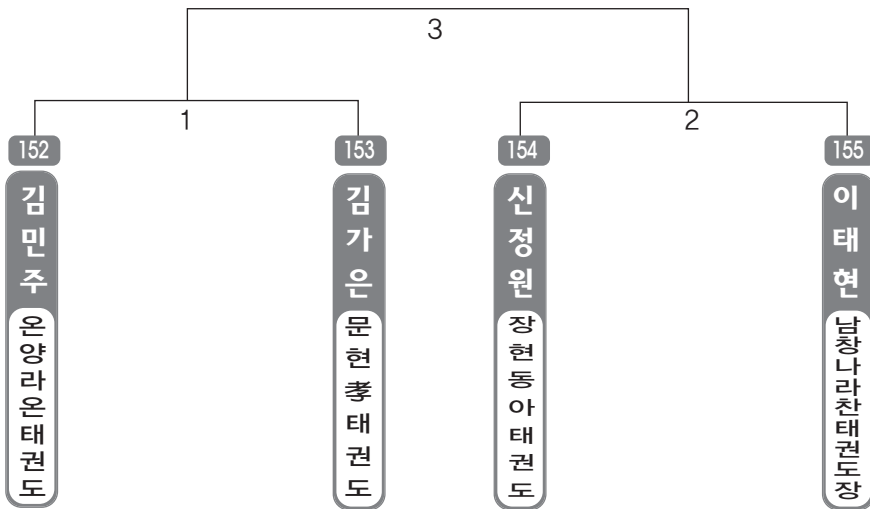 3
1
2
152
153
154
155
김민주
김가은
신정원
이태현
온양라온태권도
문현孝태권도
장현동아태권도
남창나라찬태권도장